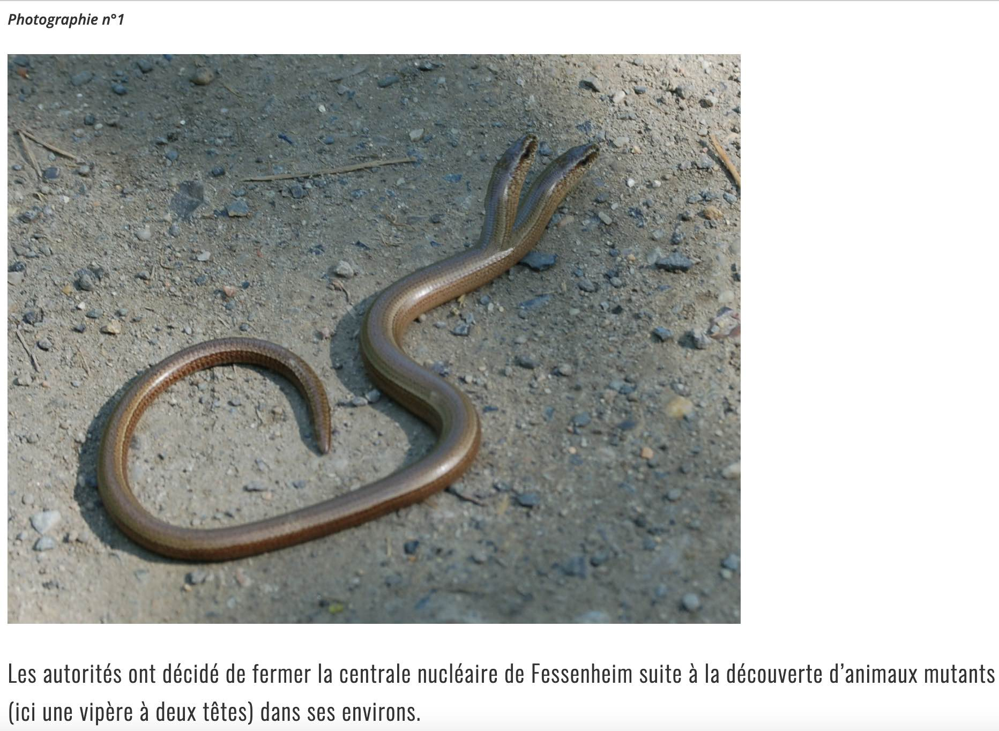 Photographie n°1
Les autorités ont décidé de fermer la centrale nucléaire de Fessenheim suite à la découverte d’animaux mutants
(ici une vipère à deux têtes) dans ses environs.